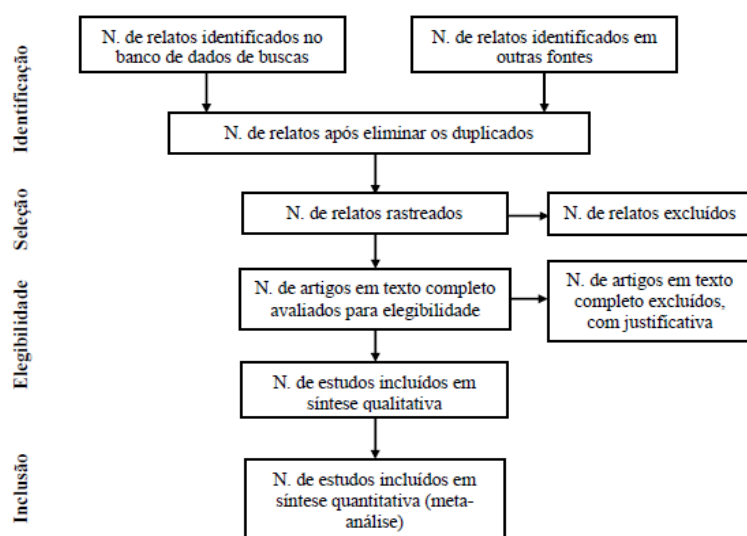 Identificação
N. de relatos identificados no
banco de dados de buscas
N. de relatos identificados em
outras fontes
N. de relatos após eliminar os duplicados
Seleção
N. de relatos rastreados
N. de relatos excluídos
Elegibilidade
N. de artigos em texto completo
avaliados para elegibilidade
N. de artigos em texto
completo excluídos,
com justificativa
N. de estudos incluídos em
síntese qualitativa
Inclusão
N. de estudos incluídos em
síntese quantitativa (meta-
análise)